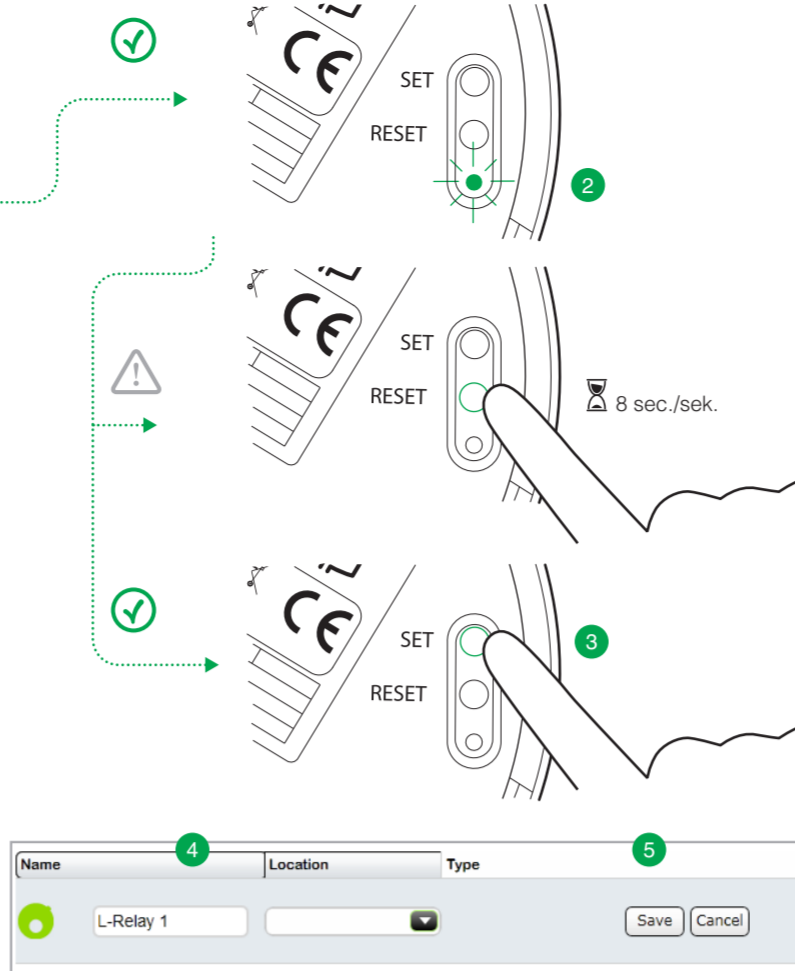 CE
SET
RESET
2
CE
SET
RESET
8 sec./sek.
CE
SET
3
RESET
4
5
Name Location Type
L-Relay 1 Save Cancel